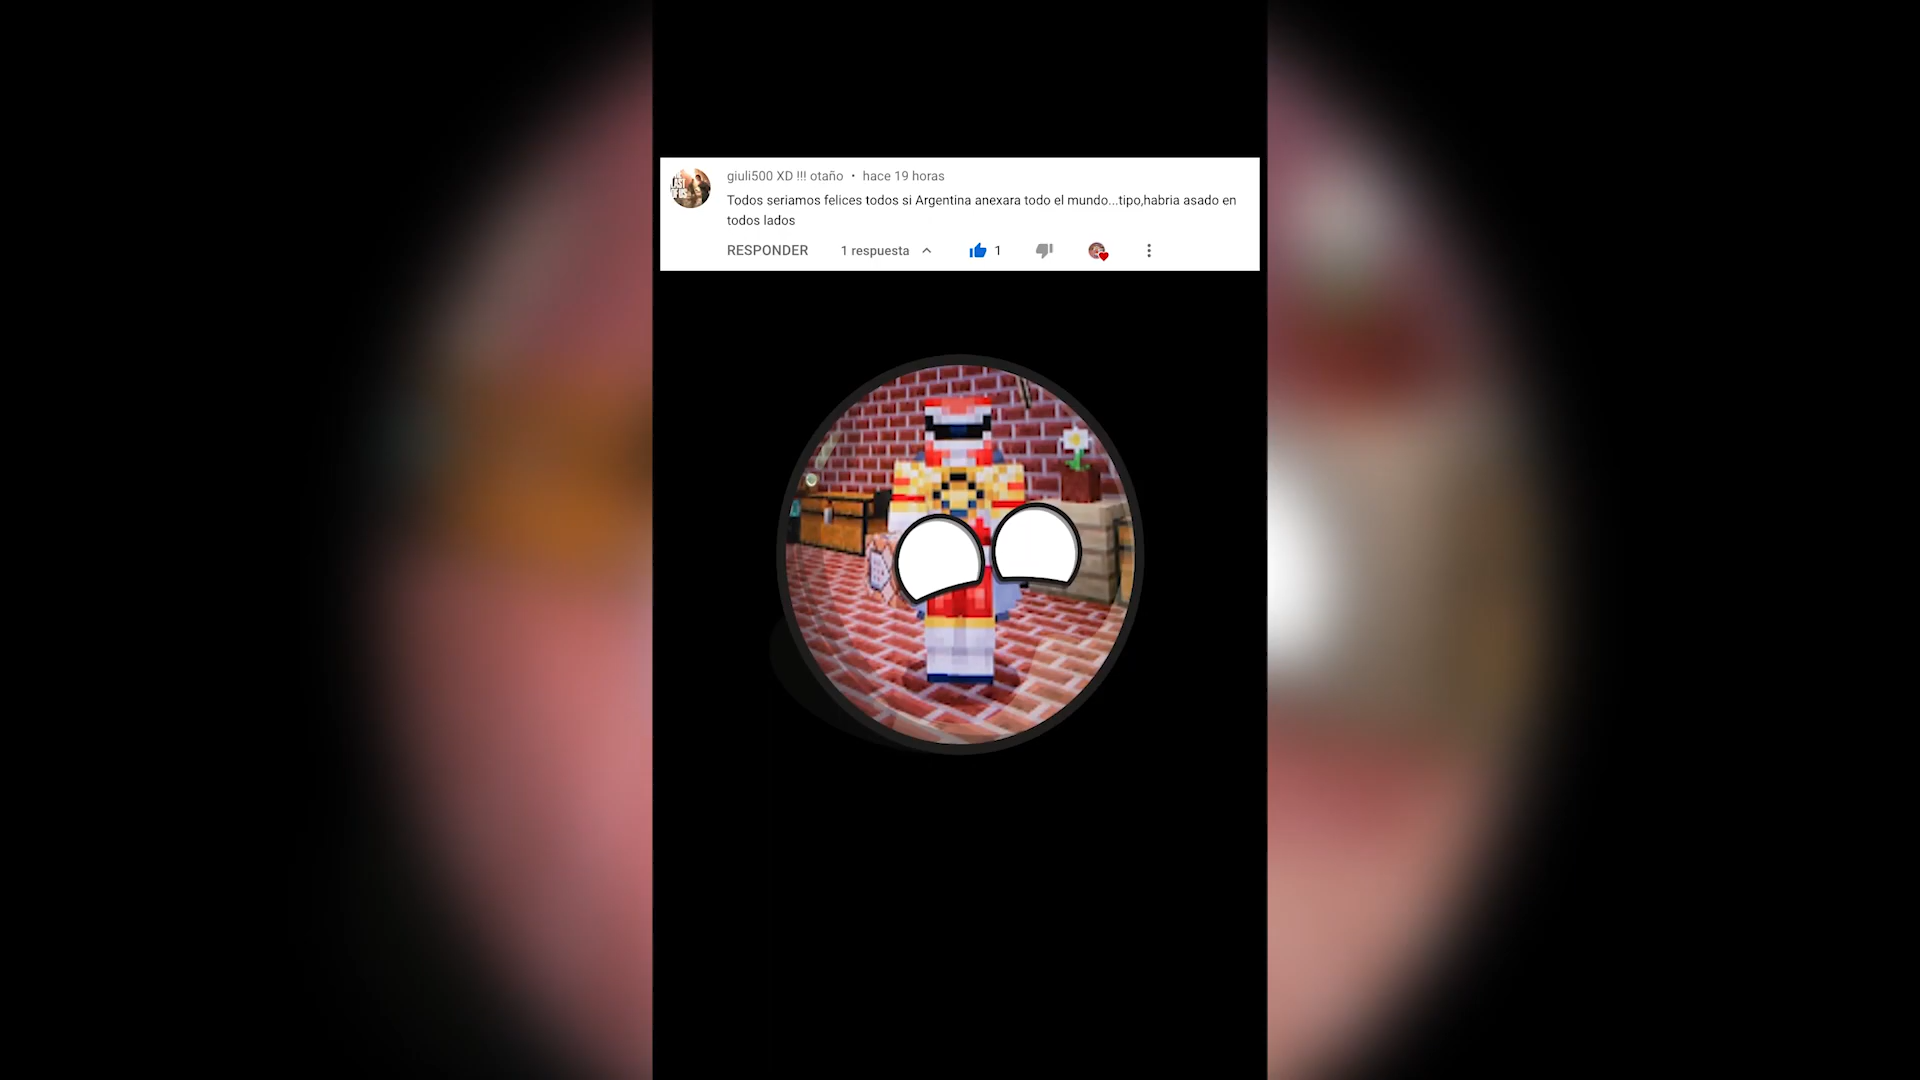 giuli500 XD !!! otaño • hace 19 horas
Todos seriamos felices todos si Argentina anexara todo el mundo...tipo,habria asado en
todos lados
RESPONDER 1 respuesta 1
LAST